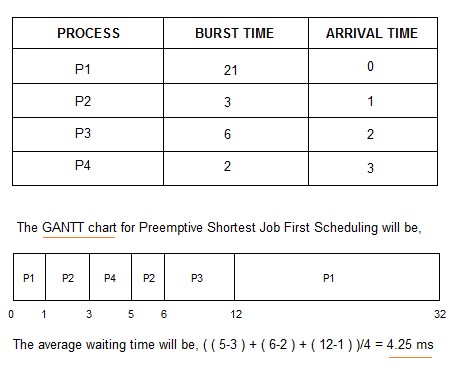 PROCESS BURST TIME ARRIVAL TIME
P1 21 0
P2 3 1
P3 6 2
P4 2 3
The GANTT chart for Preemptive Shortest Job First Scheduling will be,
P1 P2 P4 P2 P3 P1
0 1 3 5 6 12 32
The average waiting time will be, ( ( 5-3 ) + ( 6-2 ) + ( 12-1 ) )/4 = 4.25 ms